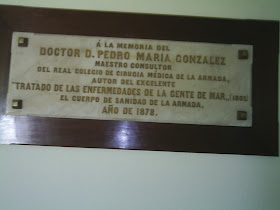 Á LA MEMORIA DEL
DOCTOR D. PEDRO MARIA GONZALEZ
MAESTRO CONSULTOR
DEL REAL COLEGIO DE CIRUGIA MÉDICA DE LA ARMADA,
AUTOR DEL EXCELENTE
"TRATADO DE LAS ENFERMEDADES DE LA GENTE DE MAR,,
EL CUERPO DE SANIDAD DE LA ARMADA.
AÑO DE 1878.